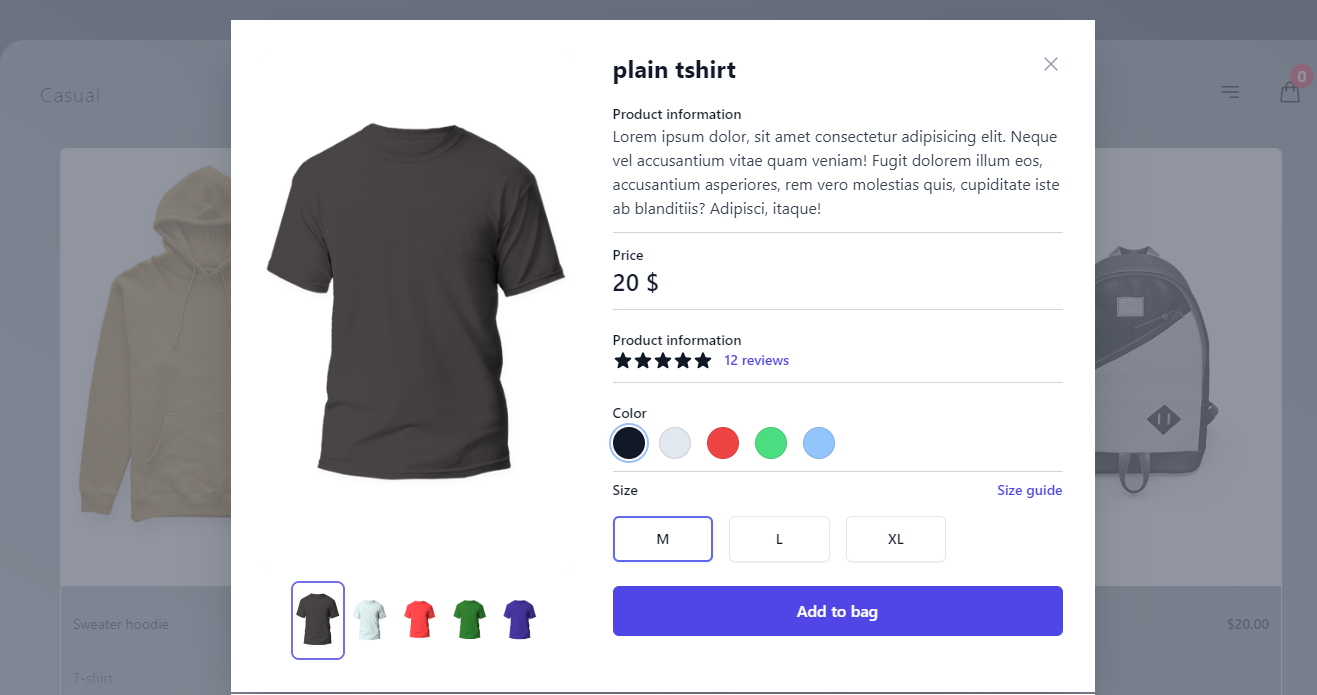 Casual
0
plain tshirt
Product information
Lorem ipsum dolor, sit amet consectetur adipisicing elit. Neque
vel accusantium vitae quam veniam! Fugit dolorem illum eos,
accusantium asperiores, rem vero molestias quis, cupiditate iste
ab blanditiis? Adipisci, itaque!
Price
20 $
Product information
12 reviews
Color
Size
Size guide
M
L
XL
Add to bag
Sweater hoodie
$20.00
T-shirt